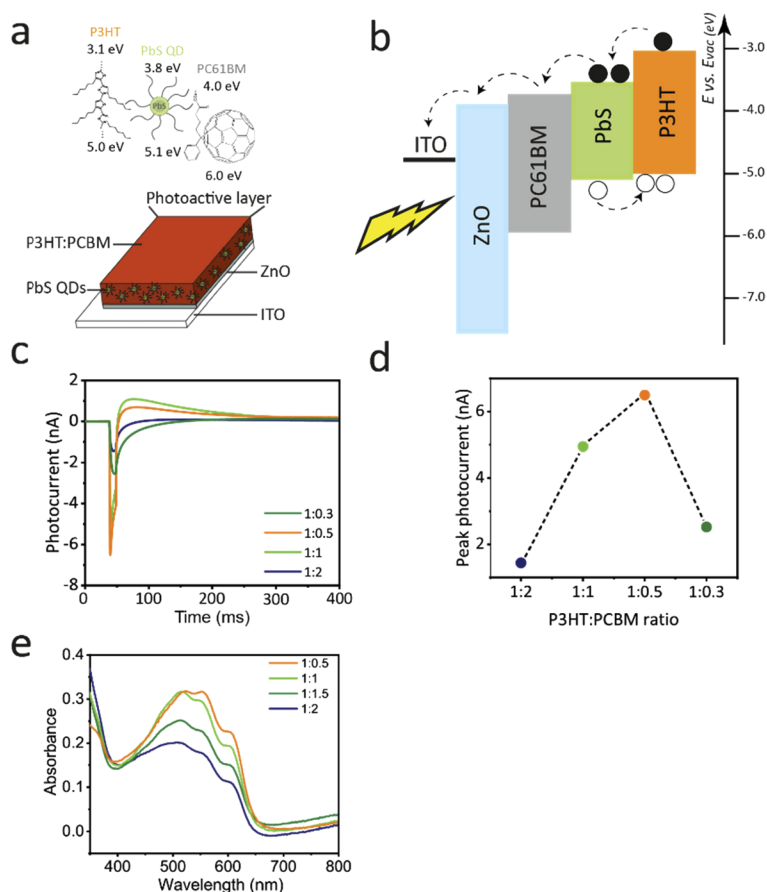 a
P3HT
3.1 eV
PbS QD
3.8 eV
PC61BM
4.0 eV
PbS
5.0 eV
5.1 eV
6.0 eV
Photoactive layer
P3HT:PCBM
ZnO
PbS QDs
ITO
b
E vs. Evac (eV)
-3.0
-4.0
-5.0
-6.0
-7.0
ITO
ZnO
PC61BM
PbS
P3HT
c
Photocurrent (nA)
2
0
-2
-4
-6
-8
0
100
200
300
400
Time (ms)
1:0.3
1:0.5
1:1
1:2
d
Peak photocurrent (nA)
6
4
2
1:2
1:1
1:0.5
1:0.3
P3HT:PCBM ratio
e
Absorbance
0.4
0.3
0.2
0.1
0.0
400
500
600
700
800
Wavelength (nm)
1:0.5
1:1
1:1.5
1:2